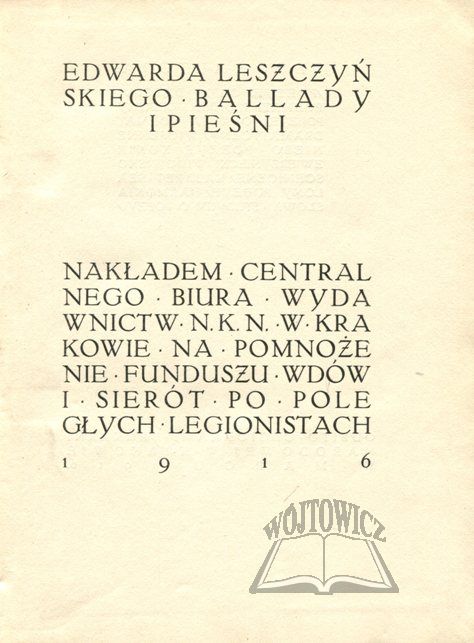 EDWARDA LESZCZYŃ
SKIEGO · BALLADY
I PIEŚNI
NAKŁADEM · CENTRAL
NEGO · BIURA · WYDA
WNICTW · N. K. N. · W · KRA
KOWIE · NA · POMNOŻE
NIE · FUNDUSZU · WDÓW
I · SIERÓT · PO · POLE
GŁYCH · LEGIONISTACH
1 9 1 6
WÓJTOWICZ